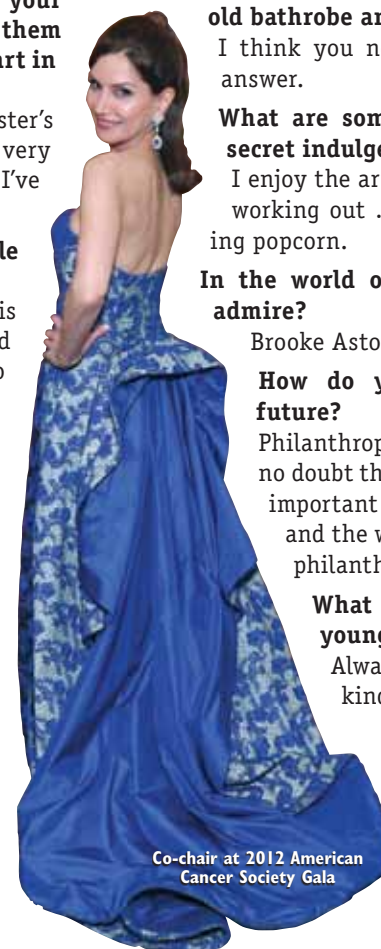 your
them
art in
ster's
very
I've
le
is
d
o
old bathrobe an
I think you n
answer.
What are som
secret indulge
I enjoy the ar
working out .
ing popcorn.
In the world o
admire?
Brooke Asto
How do y
future?
Philanthrop
no doubt th
important
and the w
philanth
What
young
Alwa
kind
Co-chair at 2012 American
Cancer Society Gala